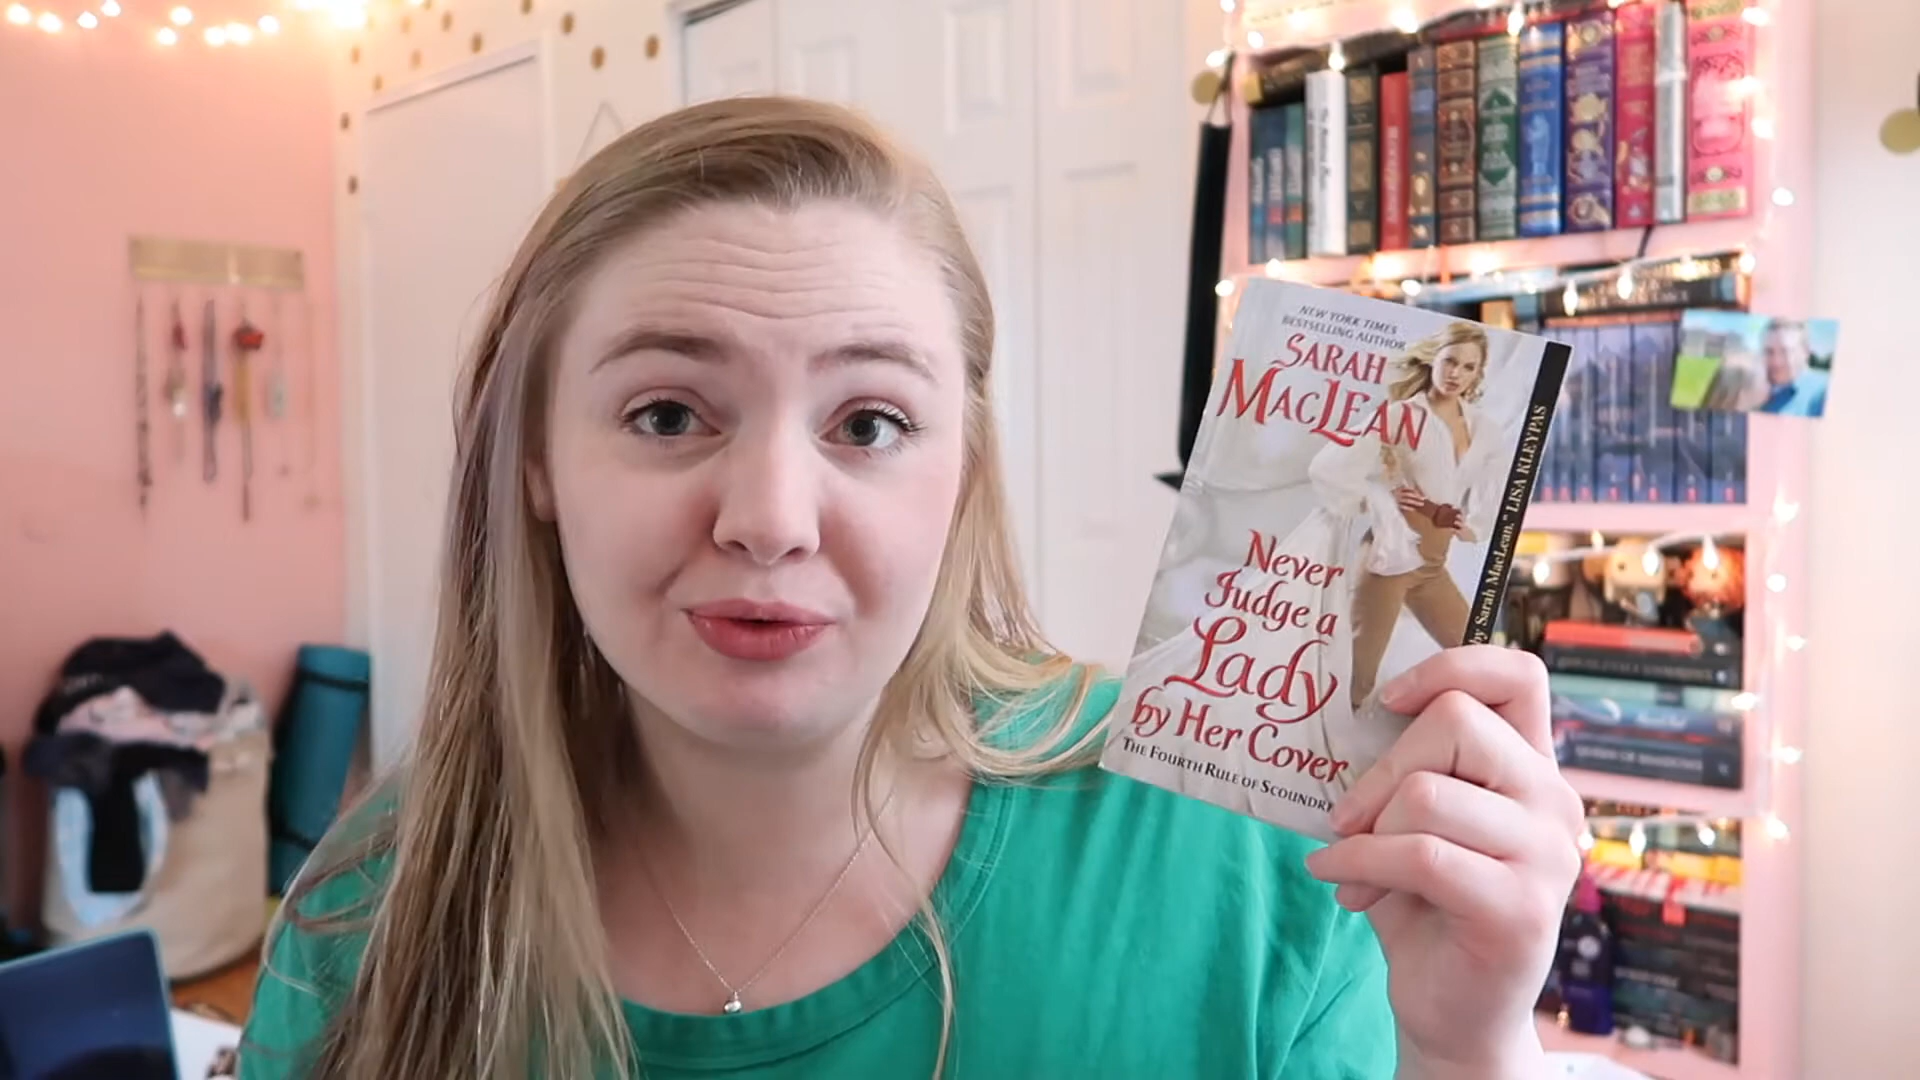 NEW YORK TIMES
BESTSELLING AUTHOR
SARAH
MACLEAN
Never
Judge a
Lady
by Her Cover
THE FOURTH RULE OF SCOUNDR
by Sarah MacLean." LISA KLEYPAS